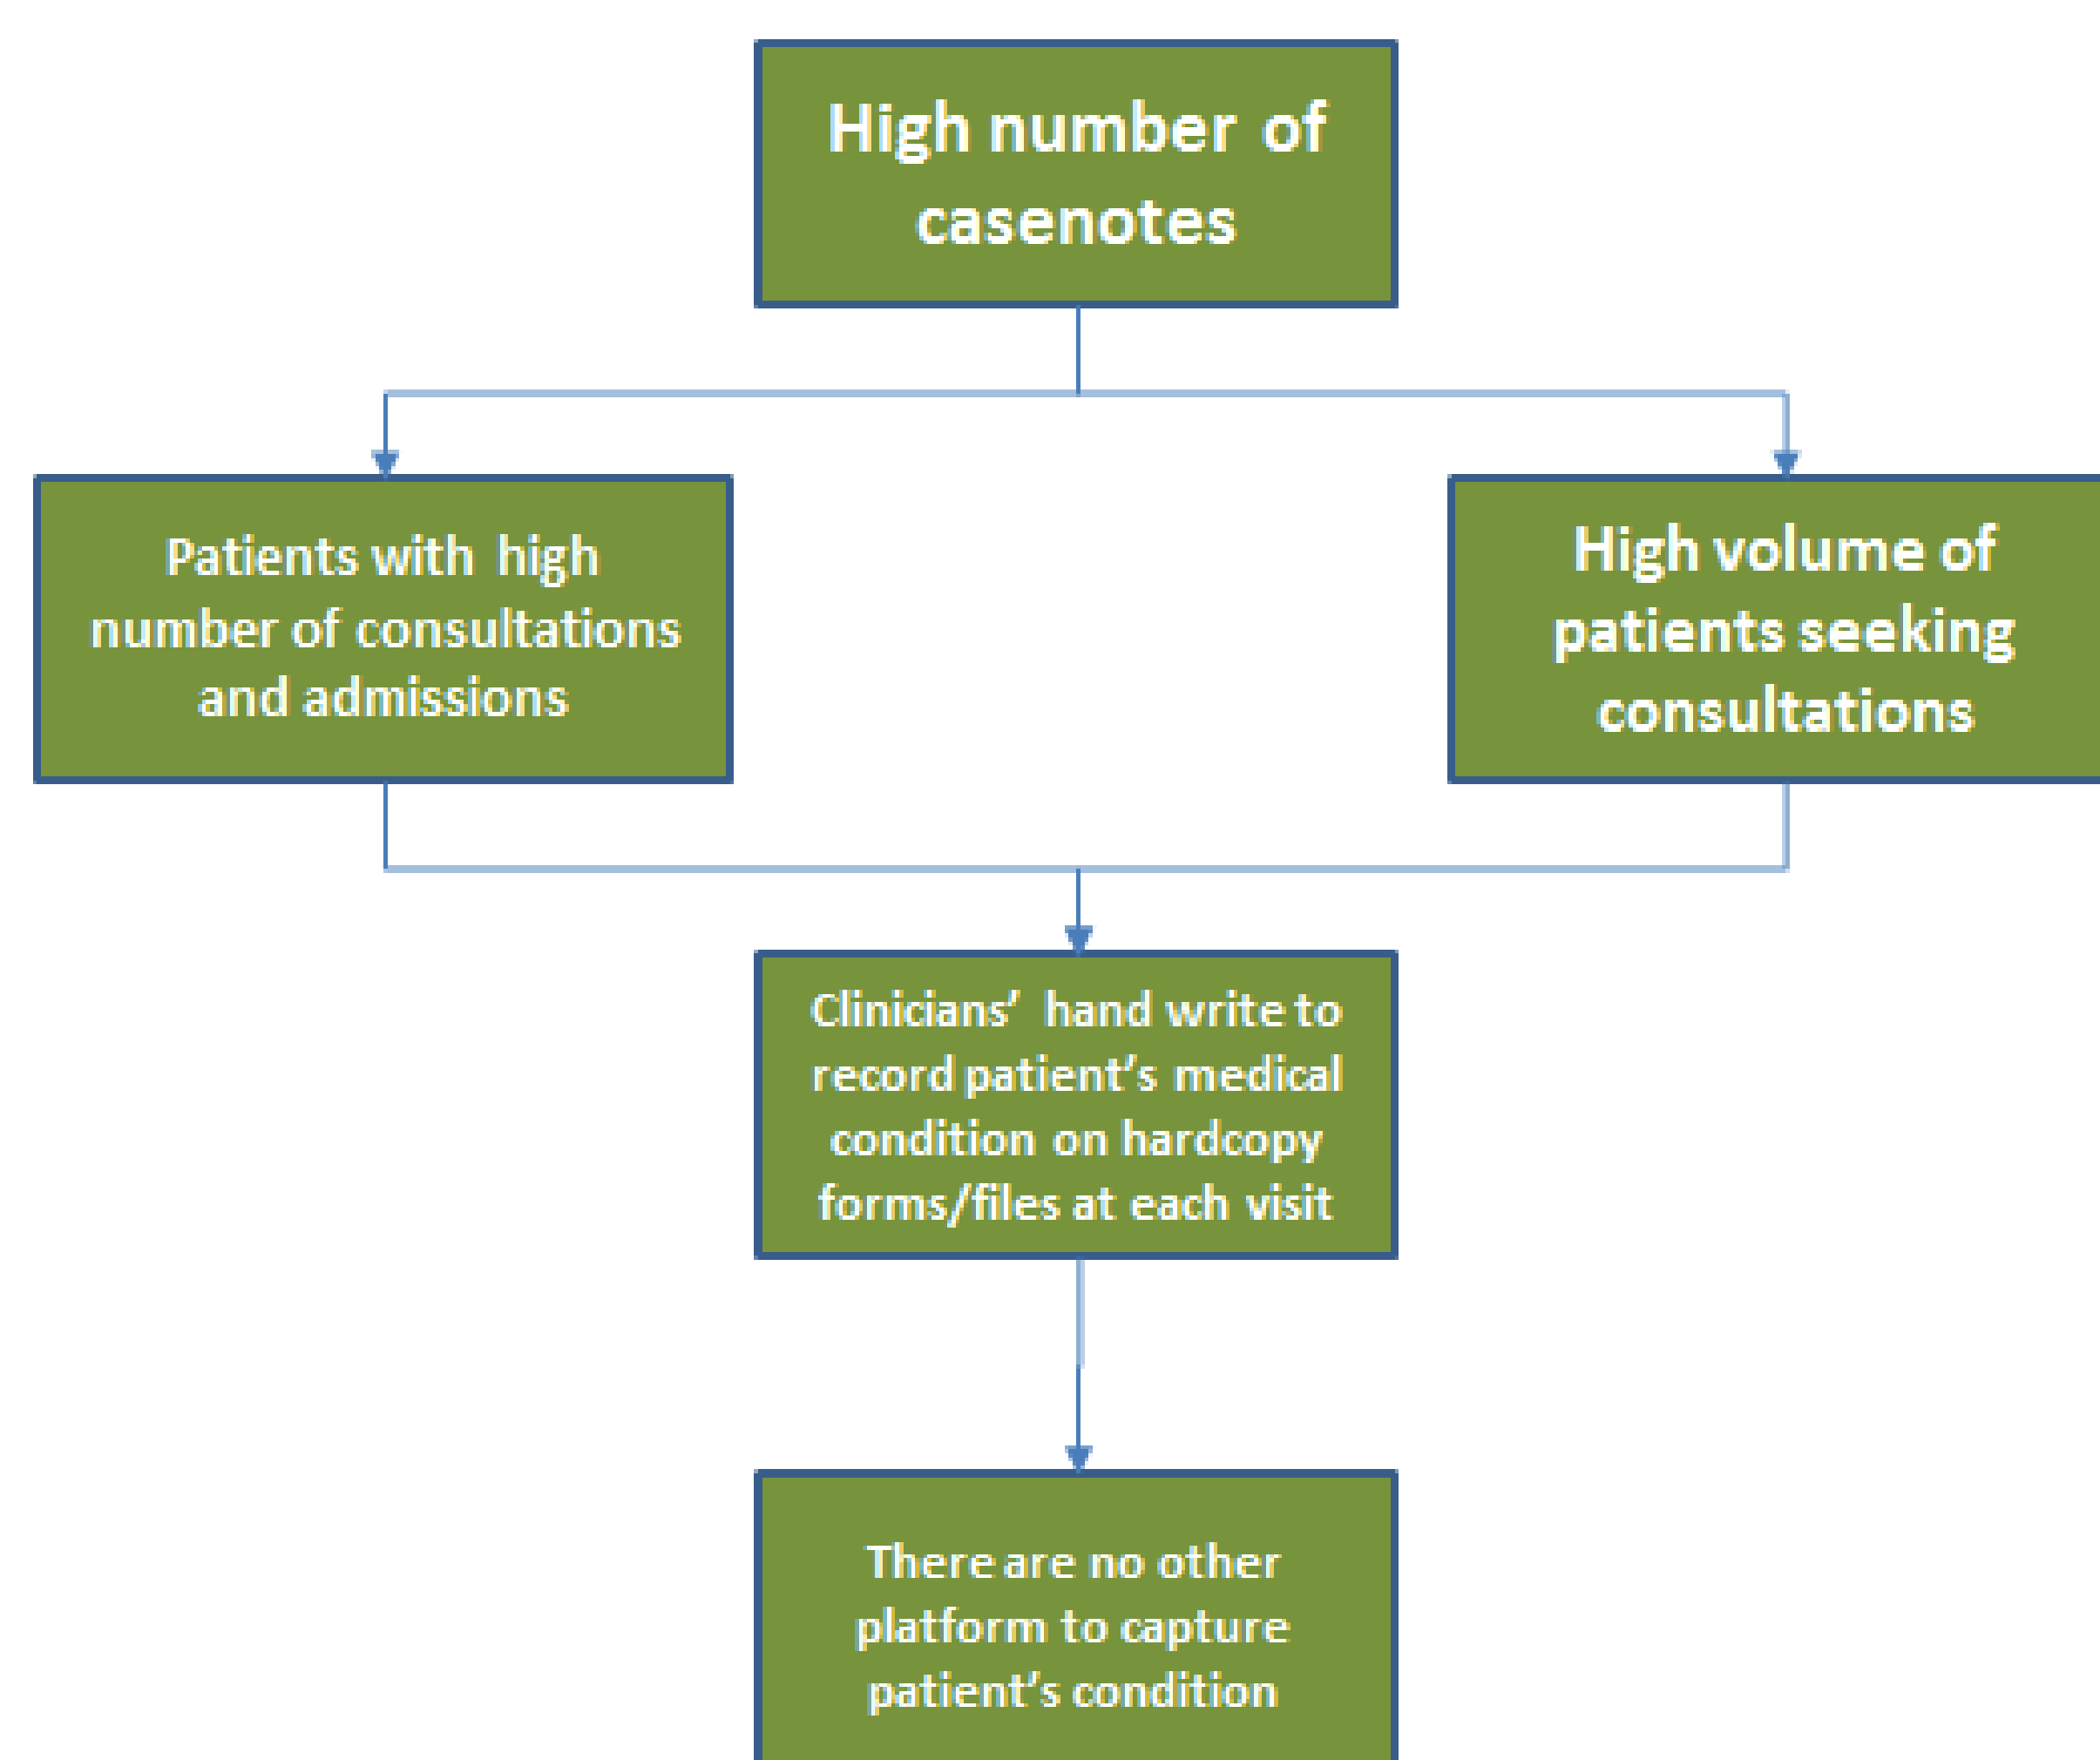 High number of
casenotes
Patients with high
number of consultations
and admissions
High volume of
patients seeking
consultations
Clinicians’ hand write to
record patient’s medical
condition on hardcopy
forms/files at each visit
There are no other
platform to capture
patient’s condition